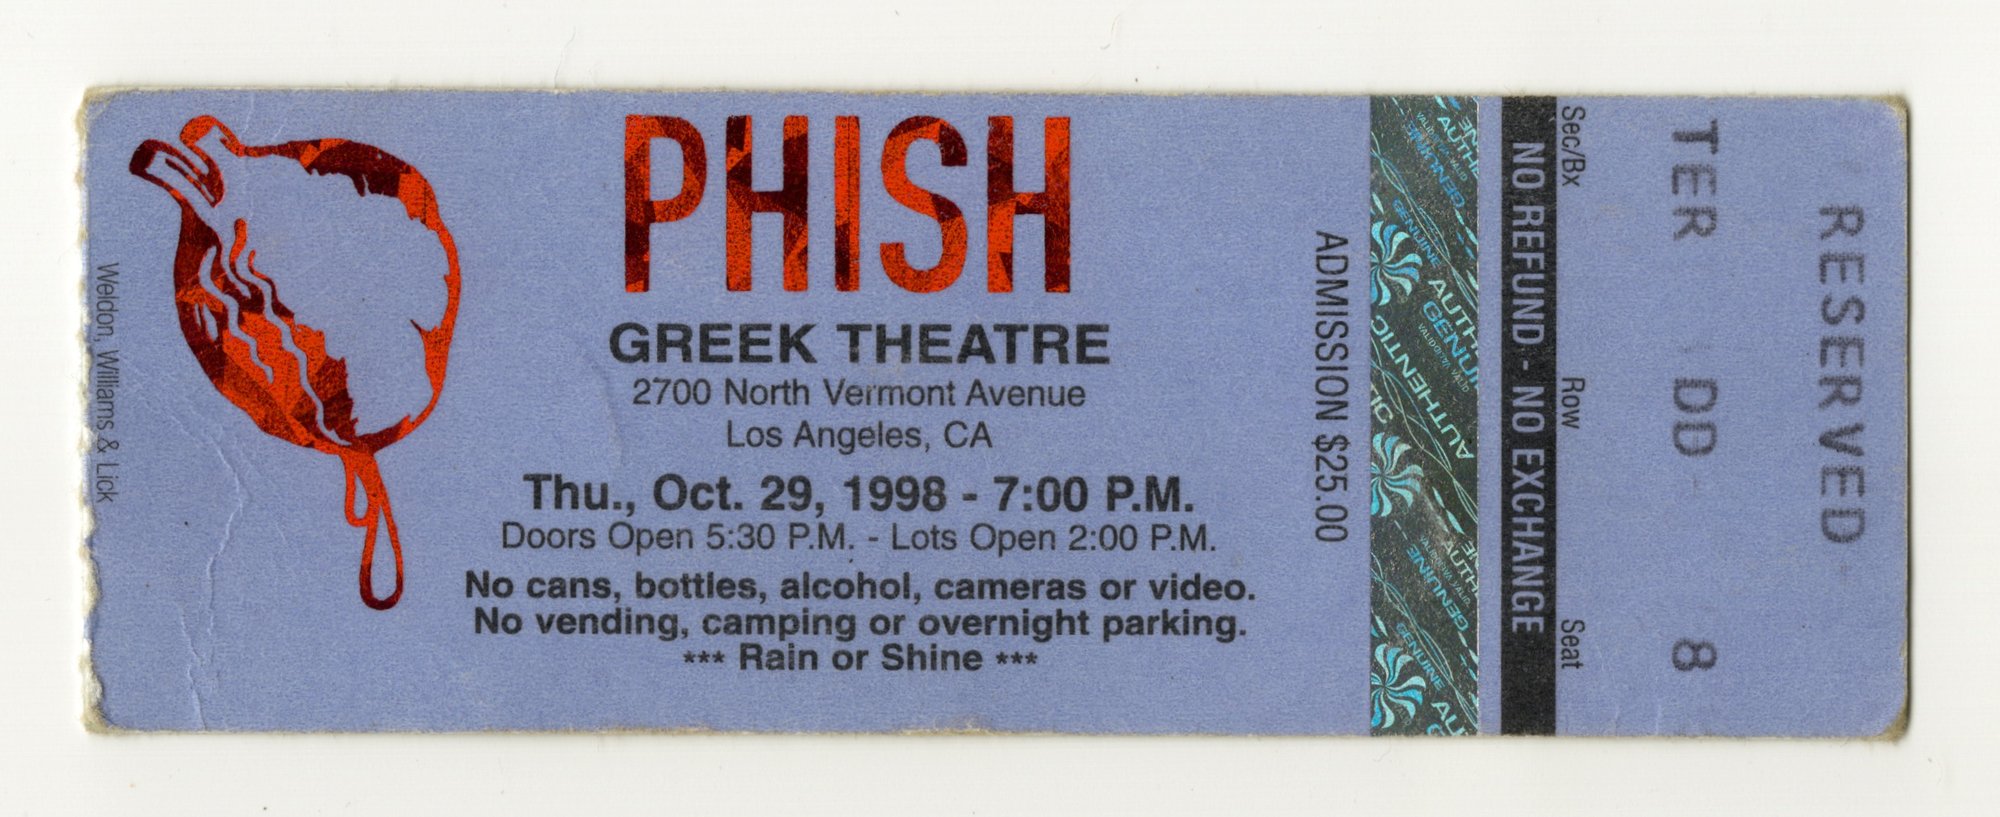 PHISH
GREEK THEATRE
2700 North Vermont Avenue
Los Angeles, CA
Thu., Oct. 29, 1998 - 7:00 P.M.
Doors Open 5:30 P.M. - Lots Open 2:00 P.M.
No cans, bottles, alcohol, cameras or video.
No vending, camping or overnight parking.
*** Rain or Shine ***
Weldon, Williams & Lick
ADMISSION $25.00
AUTHENTIC
GENUINE
NO REFUND - NO EXCHANGE
Sec/Bx Row Seat
TER DD 8
RESERVED